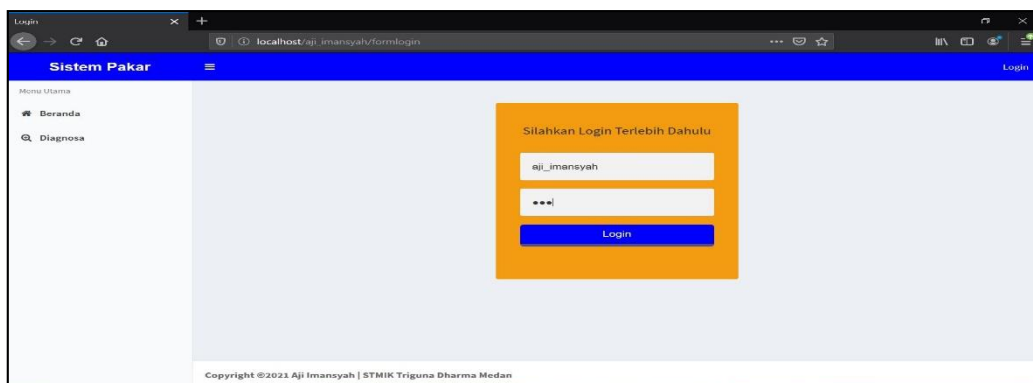 Login
localhost/aji_imansyah/formlogin
Sistem Pakar
Login
Menu Utama
Beranda
Diagnosa
Silahkan Login Terlebih Dahulu
aji_imansyah
•••
Login
Copyright ©2021 Aji Imansyah | STMIK Triguna Dharma Medan